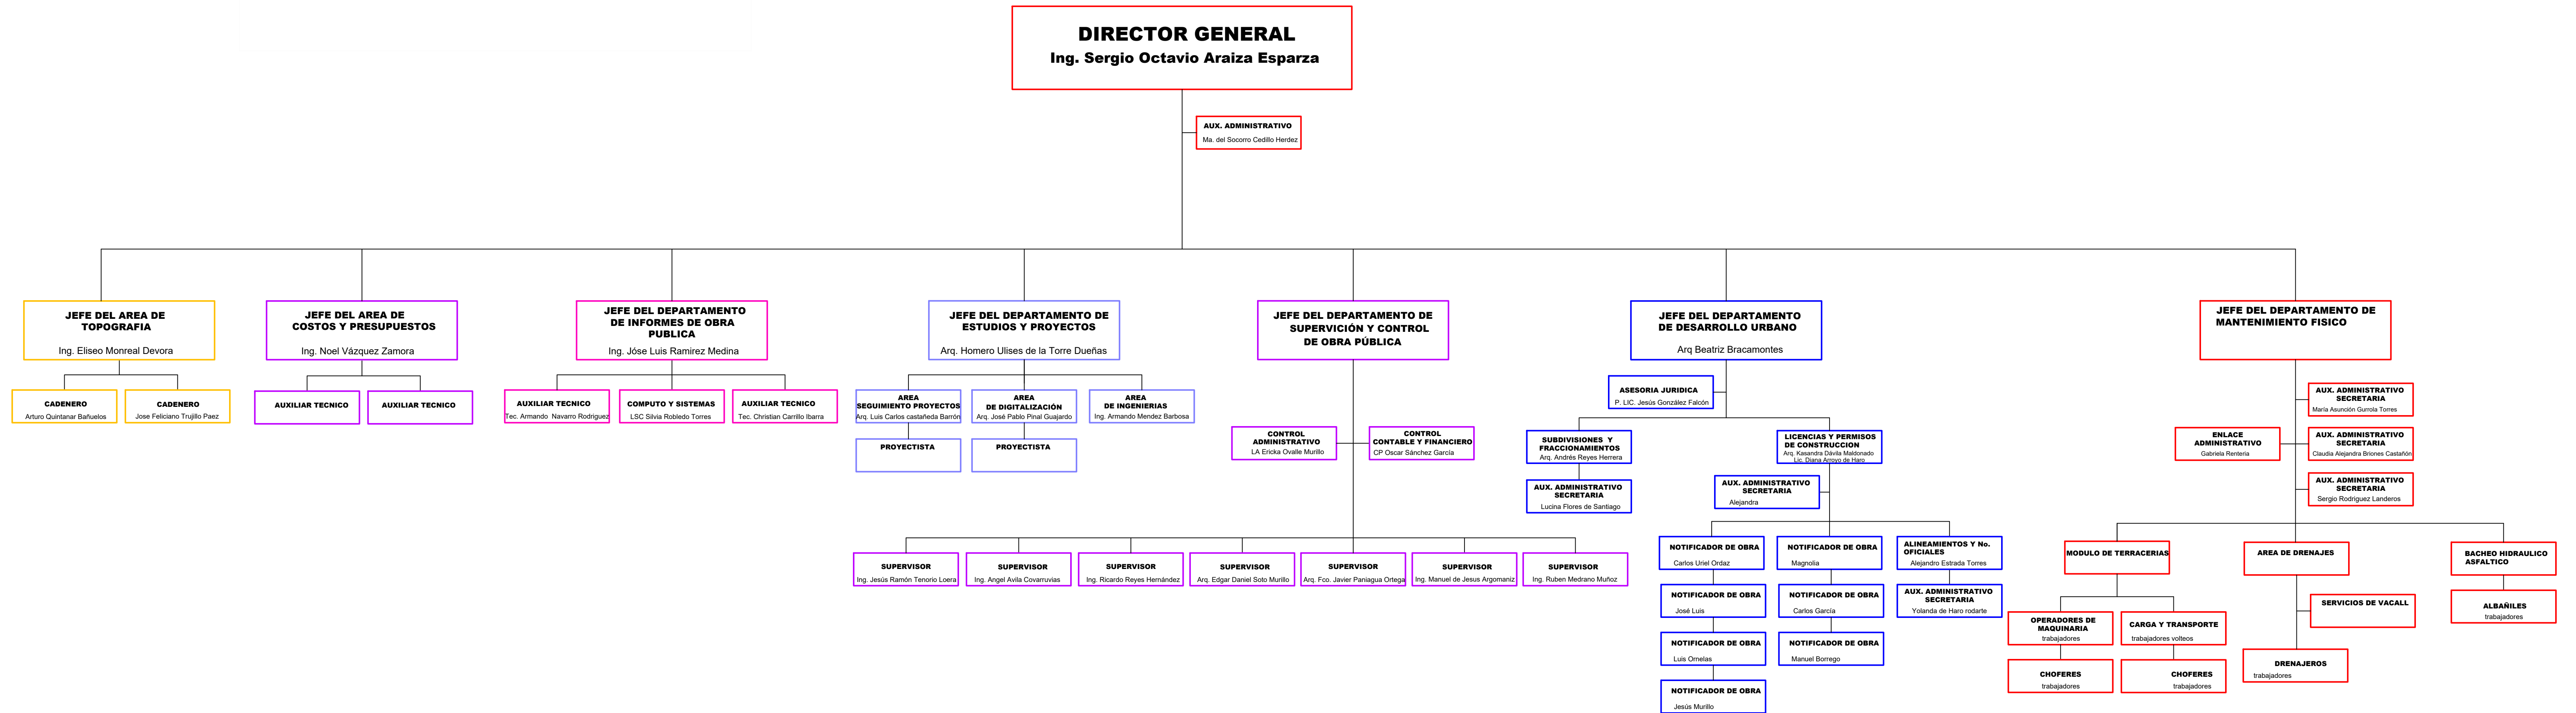 DIRECTOR GENERAL
Ing. Sergio Octavio Araiza Esparza
AUX. ADMINISTRATIVO
Ma. del Socorro Cedillo Herdez
JEFE DEL AREA DE
TOPOGRAFIA
Ing. Eliseo Monreal Devora
CADENERO
Arturo Quintanar Bañuelos
CADENERO
Jose Feliciano Trujillo Paez
JEFE DEL AREA DE
COSTOS Y PRESUPUESTOS
Ing. Noel Vázquez Zamora
AUXILIAR TECNICO
AUXILIAR TECNICO
JEFE DEL DEPARTAMENTO
DE INFORMES DE OBRA
PUBLICA
Ing. Jóse Luis Ramirez Medina
AUXILIAR TECNICO
Tec. Armando Navarro Rodriguez
COMPUTO Y SISTEMAS
LSC Silvia Robledo Torres
AUXILIAR TECNICO
Tec. Christian Carrillo Ibarra
JEFE DEL DEPARTAMENTO DE
ESTUDIOS Y PROYECTOS
Arq. Homero Ulises de la Torre Dueñas
AREA
SEGUIMIENTO PROYECTOS
Arq. Luis Carlos castañeda Barrón
PROYECTISTA
AREA
DE DIGITALIZACIÓN
Arq. José Pablo Pinal Guajardo
PROYECTISTA
AREA
DE INGENIERIAS
Ing. Armando Mendez Barbosa
JEFE DEL DEPARTAMENTO DE
SUPERVICIÓN Y CONTROL
DE OBRA PÚBLICA
CONTROL
ADMINISTRATIVO
LA Ericka Ovalle Murillo
CONTROL
CONTABLE Y FINANCIERO
CP Oscar Sánchez García
SUPERVISOR
Ing. Jesús Ramón Tenorio Loera
SUPERVISOR
Ing. Angel Avila Covarruvias
SUPERVISOR
Ing. Ricardo Reyes Hernández
SUPERVISOR
Arq. Edgar Daniel Soto Murillo
SUPERVISOR
Arq. Fco. Javier Paniagua Ortega
SUPERVISOR
Ing. Manuel de Jesus Argomaniz
SUPERVISOR
Ing. Ruben Medrano Muñoz
JEFE DEL DEPARTAMENTO
DE DESARROLLO URBANO
Arq Beatriz Bracamontes
ASESORIA JURIDICA
P. LIC. Jesús González Falcón
SUBDIVISIONES Y
FRACCIONAMIENTOS
Arq. Andrés Reyes Herrera
AUX. ADMINISTRATIVO
SECRETARIA
Lucina Flores de Santiago
LICENCIAS Y PERMISOS
DE CONSTRUCCION
Arq. Kasandra Dávila Maldonado
Lic. Diana Arroyo de Haro
AUX. ADMINISTRATIVO
SECRETARIA
Alejandra
NOTIFICADOR DE OBRA
Carlos Uriel Ordaz
NOTIFICADOR DE OBRA
José Luis
NOTIFICADOR DE OBRA
Luis Ornelas
NOTIFICADOR DE OBRA
Jesús Murillo
NOTIFICADOR DE OBRA
Magnolia
NOTIFICADOR DE OBRA
Carlos García
NOTIFICADOR DE OBRA
Manuel Borrego
ALINEAMIENTOS Y No.
OFICIALES
Alejandro Estrada Torres
AUX. ADMINISTRATIVO
SECRETARIA
Yolanda de Haro rodarte
JEFE DEL DEPARTAMENTO DE
MANTENIMIENTO FISICO
AUX. ADMINISTRATIVO
SECRETARIA
María Asunción Gurrola Torres
ENLACE
ADMINISTRATIVO
Gabriela Renteria
AUX. ADMINISTRATIVO
SECRETARIA
Claudia Alejandra Briones Castañón
AUX. ADMINISTRATIVO
SECRETARIA
Sergio Rodriguez Landeros
MODULO DE TERRACERIAS
OPERADORES DE
MAQUINARIA
trabajadores
CHOFERES
trabajadores
CARGA Y TRANSPORTE
trabajadores volteos
CHOFERES
trabajadores
AREA DE DRENAJES
SERVICIOS DE VACALL
DRENAJEROS
trabajadores
BACHEO HIDRAULICO
ASFALTICO
ALBAÑILES
trabajadores